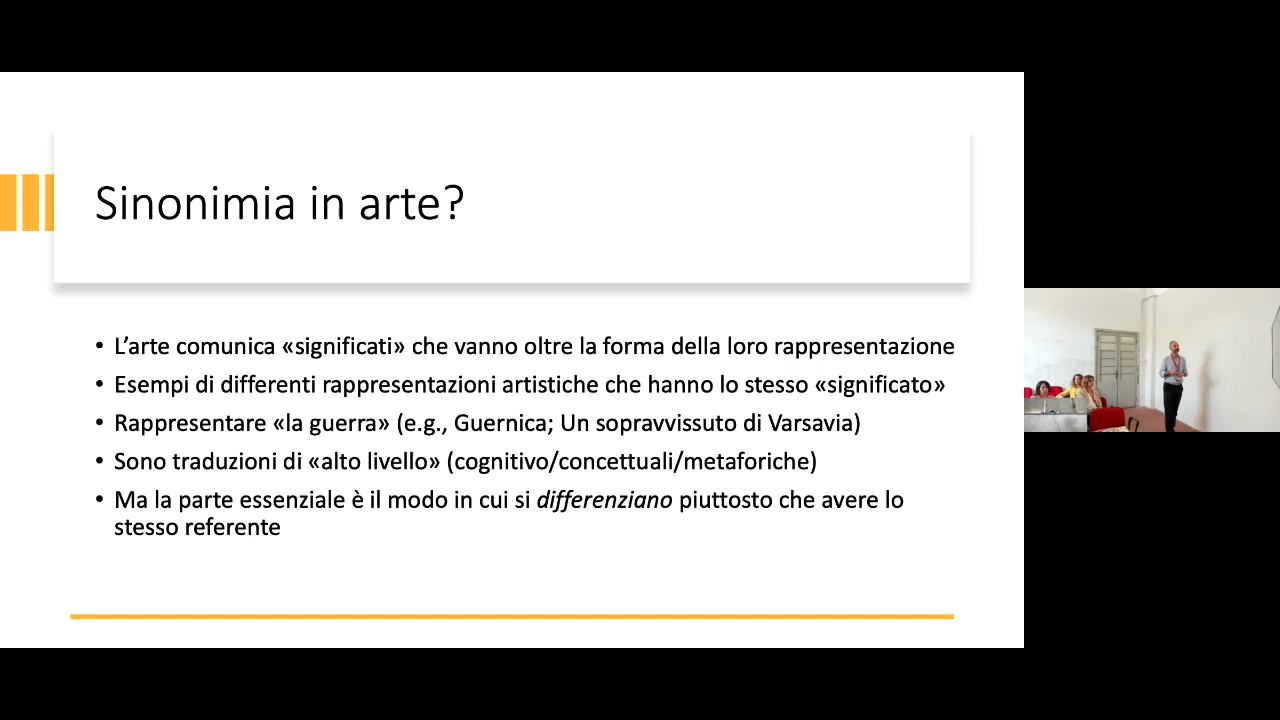 Sinonimia in arte?
• L’arte comunica «significati» che vanno oltre la forma della loro rappresentazione
• Esempi di differenti rappresentazioni artistiche che hanno lo stesso «significato»
• Rappresentare «la guerra» (e.g., Guernica; Un sopravvissuto di Varsavia)
• Sono traduzioni di «alto livello» (cognitivo/concettuali/metaforiche)
• Ma la parte essenziale è il modo in cui si differenziano piuttosto che avere lo
stesso referente